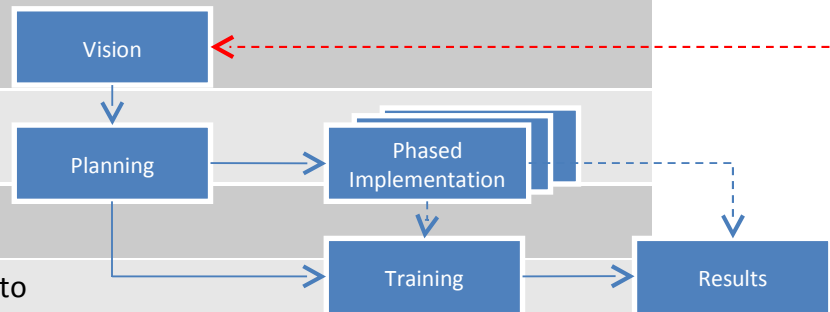 Vision
Planning
Phased
Implementation
Training
Results
to